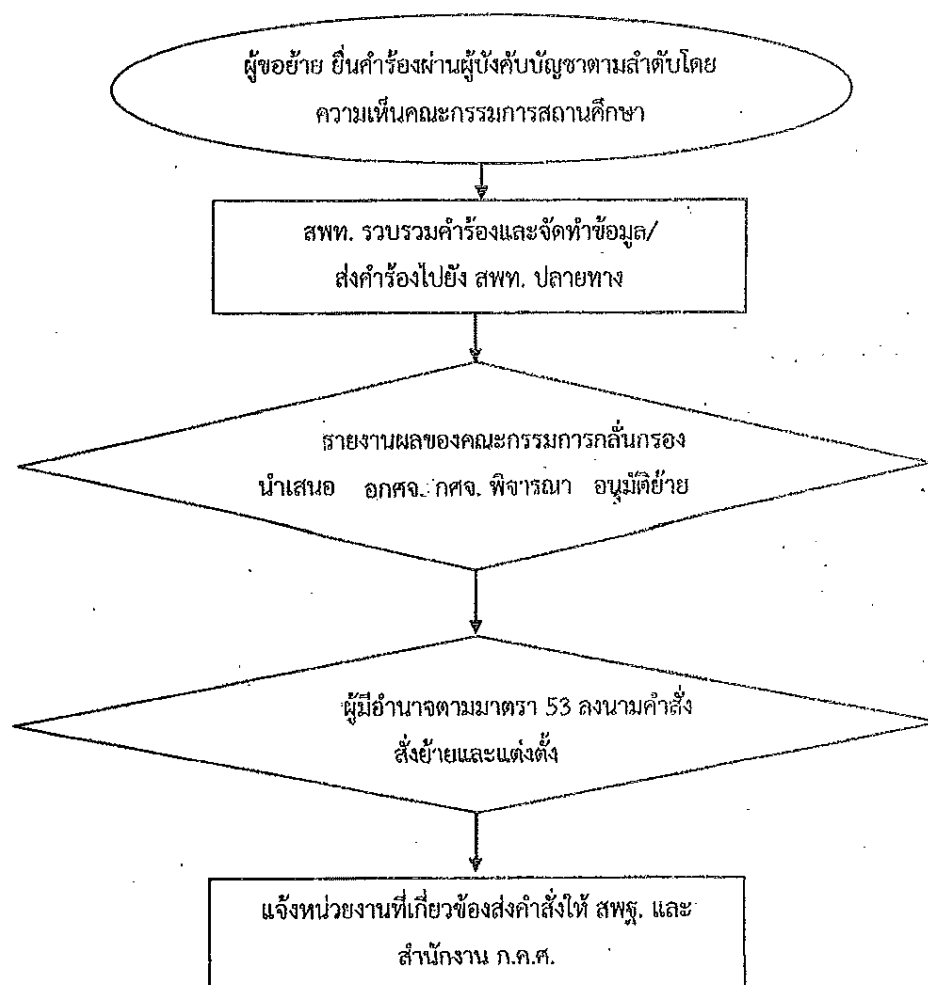 ผู้ขอย้าย ยื่นคำร้องผ่านผู้บังคับบัญชาตามลำดับโดย
ความเห็นคณะกรรมการสถานศึกษา
สพท. รวบรวมคำร้องและจัดทำข้อมูล/
ส่งคำร้องไปยัง สพท. ปลายทาง
รายงานผลของคณะกรรมการกลั่นกรอง
นำเสนอ อกศจ. กศจ. พิจารณา อนุมัติย้าย
ผู้มีอำนาจตามมาตรา 53 ลงนามคำสั่ง
สั่งย้ายและแต่งตั้ง
แจ้งหน่วยงานที่เกี่ยวข้องส่งคำสั่งให้ สพฐ. และ
สำนักงาน ก.ค.ศ.